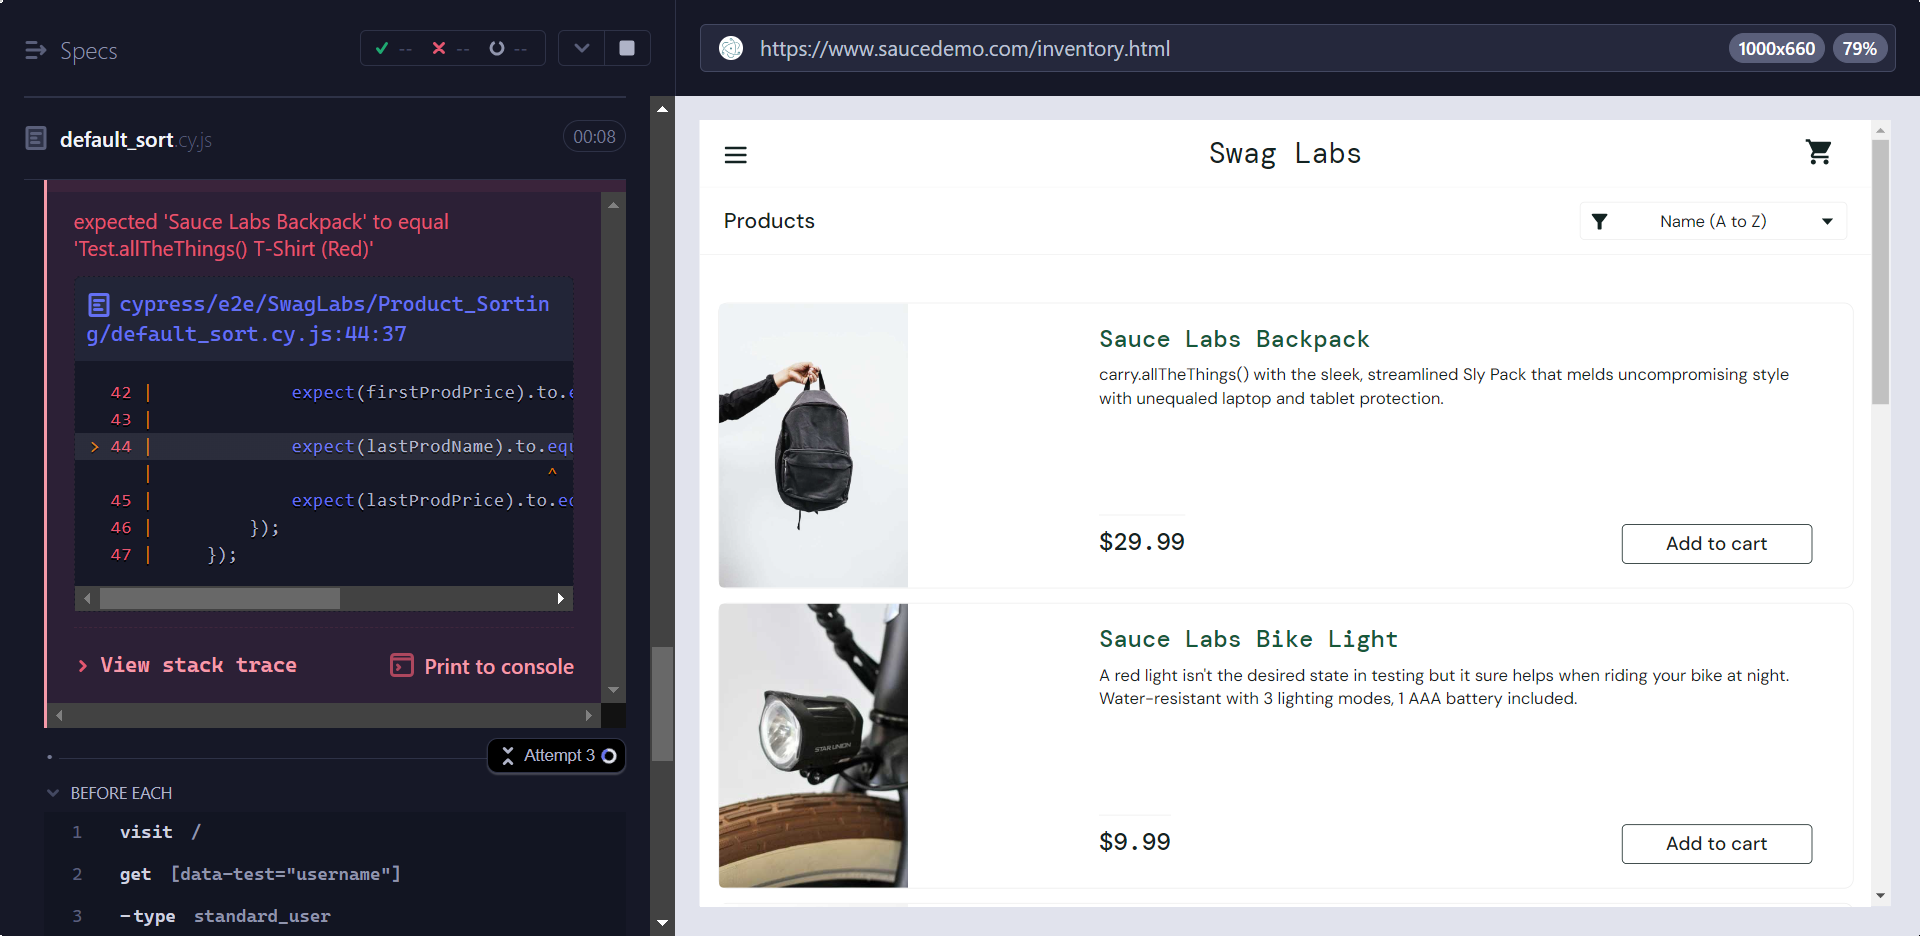 Specs
-- -- --
default_sort.cy.js
00:08
expected 'Sauce Labs Backpack' to equal
'Test.allTheThings() T-Shirt (Red)'
cypress/e2e/SwagLabs/Product_Sortin
g/default_sort.cy.js:44:37
42 | expect(firstProdPrice).to.e
43 |
> 44 | expect(lastProdName).to.equ
| ^
45 | expect(lastProdPrice).to.eq
46 | });
47 | });
> View stack trace
Print to console
Attempt 3
BEFORE EACH
1 visit /
2 get [data-test="username"]
3 -type standard_user
https://www.saucedemo.com/inventory.html
1000x660
79%
Swag Labs
Products
Name (A to Z)
Sauce Labs Backpack
carry.allTheThings() with the sleek, streamlined Sly Pack that melds uncompromising style
with unequaled laptop and tablet protection.
$29.99
Add to cart
STAR UNION
Sauce Labs Bike Light
A red light isn't the desired state in testing but it sure helps when riding your bike at night.
Water-resistant with 3 lighting modes, 1 AAA battery included.
$9.99
Add to cart